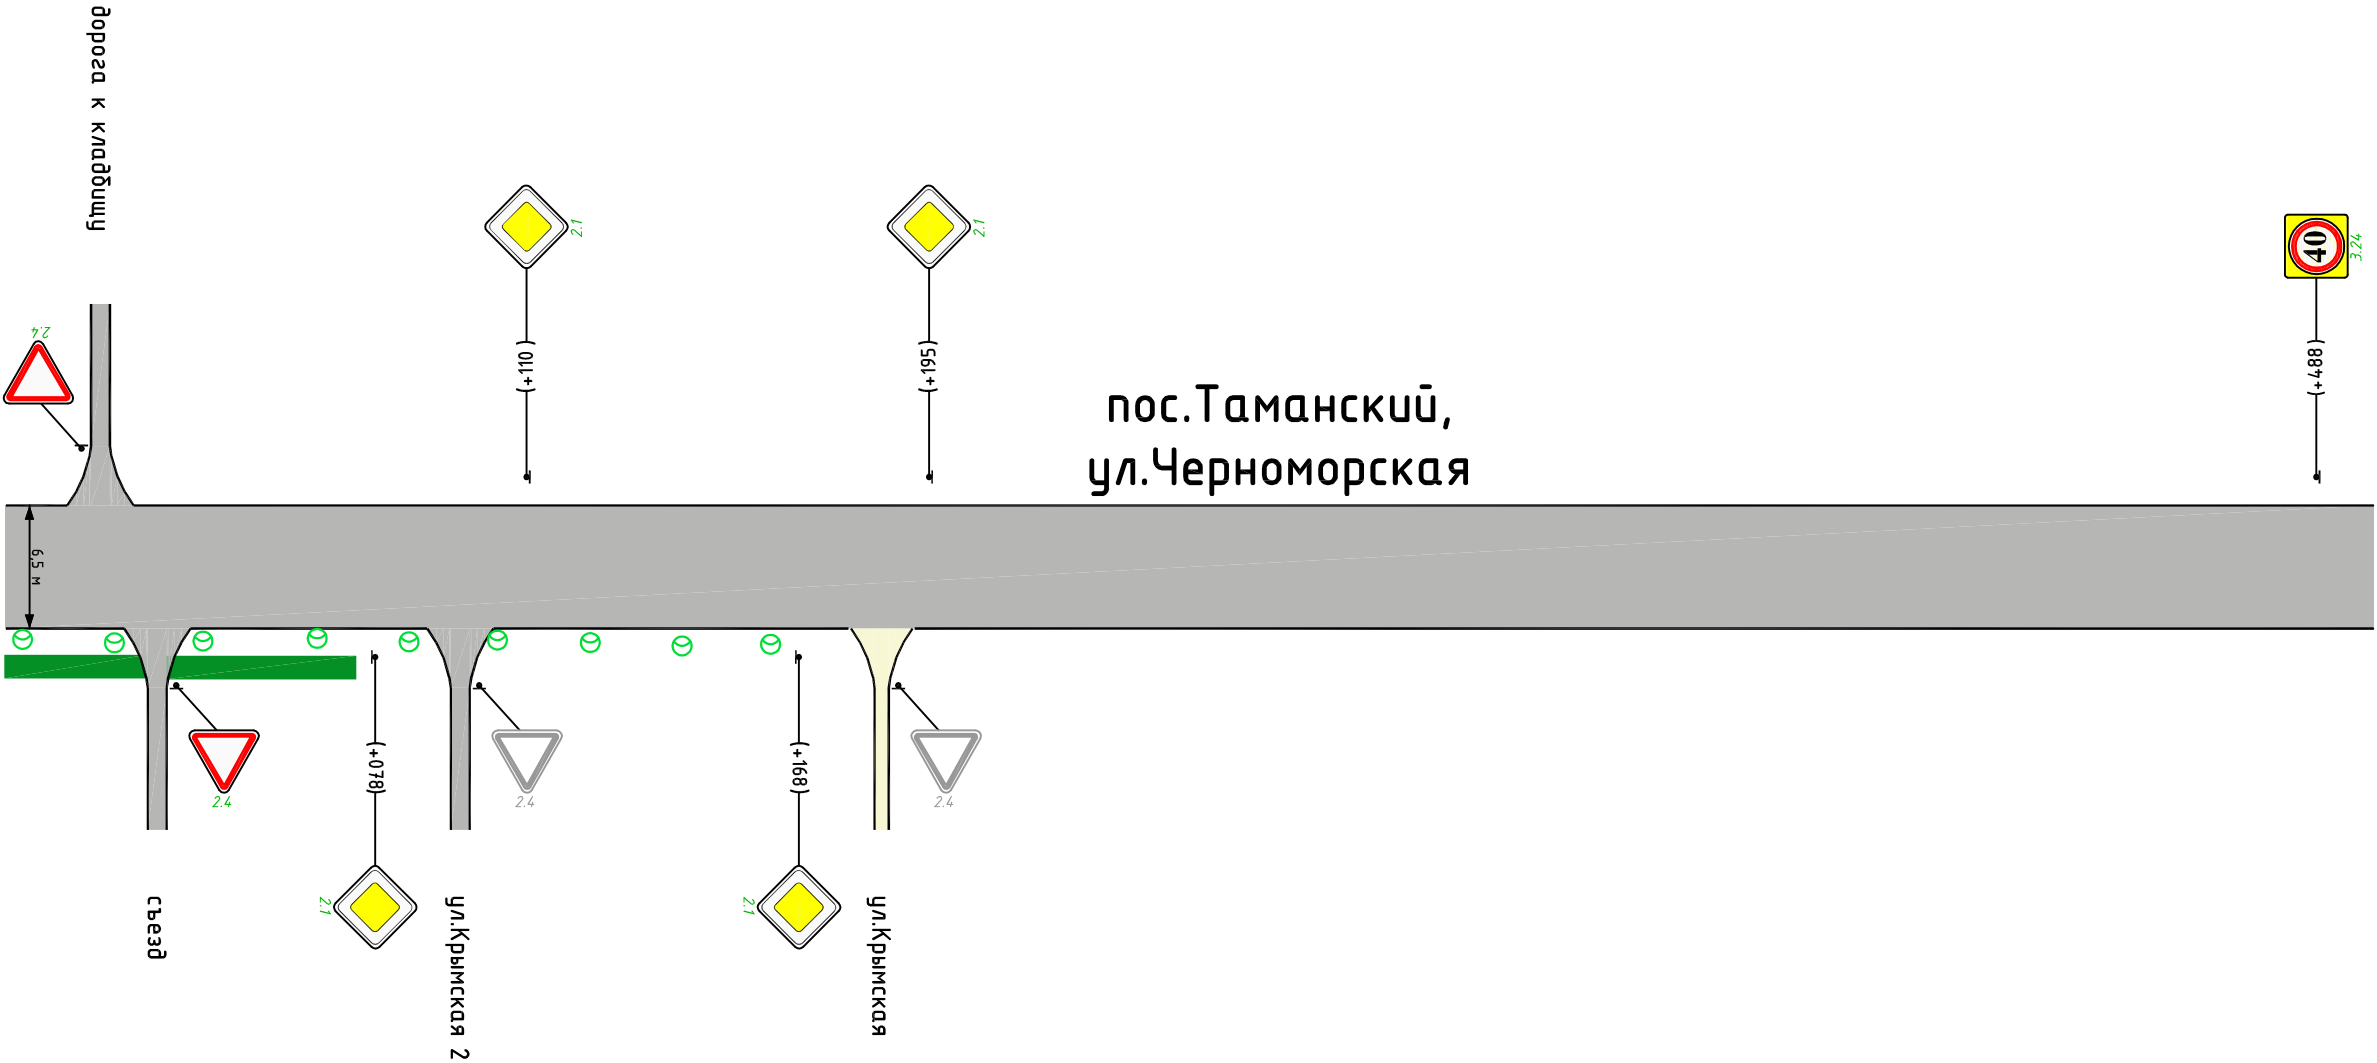 дорога к кладбищу
2.1
2.1
40
3.24
2.4
(+110)
(+195)
(+488)
пос.Таманский,
ул.Черноморская
6,5 м
(+078)
(+168)
2.4
2.4
2.4
съезд
2.1
ул.Крымская 2
2.1
ул.Крымская